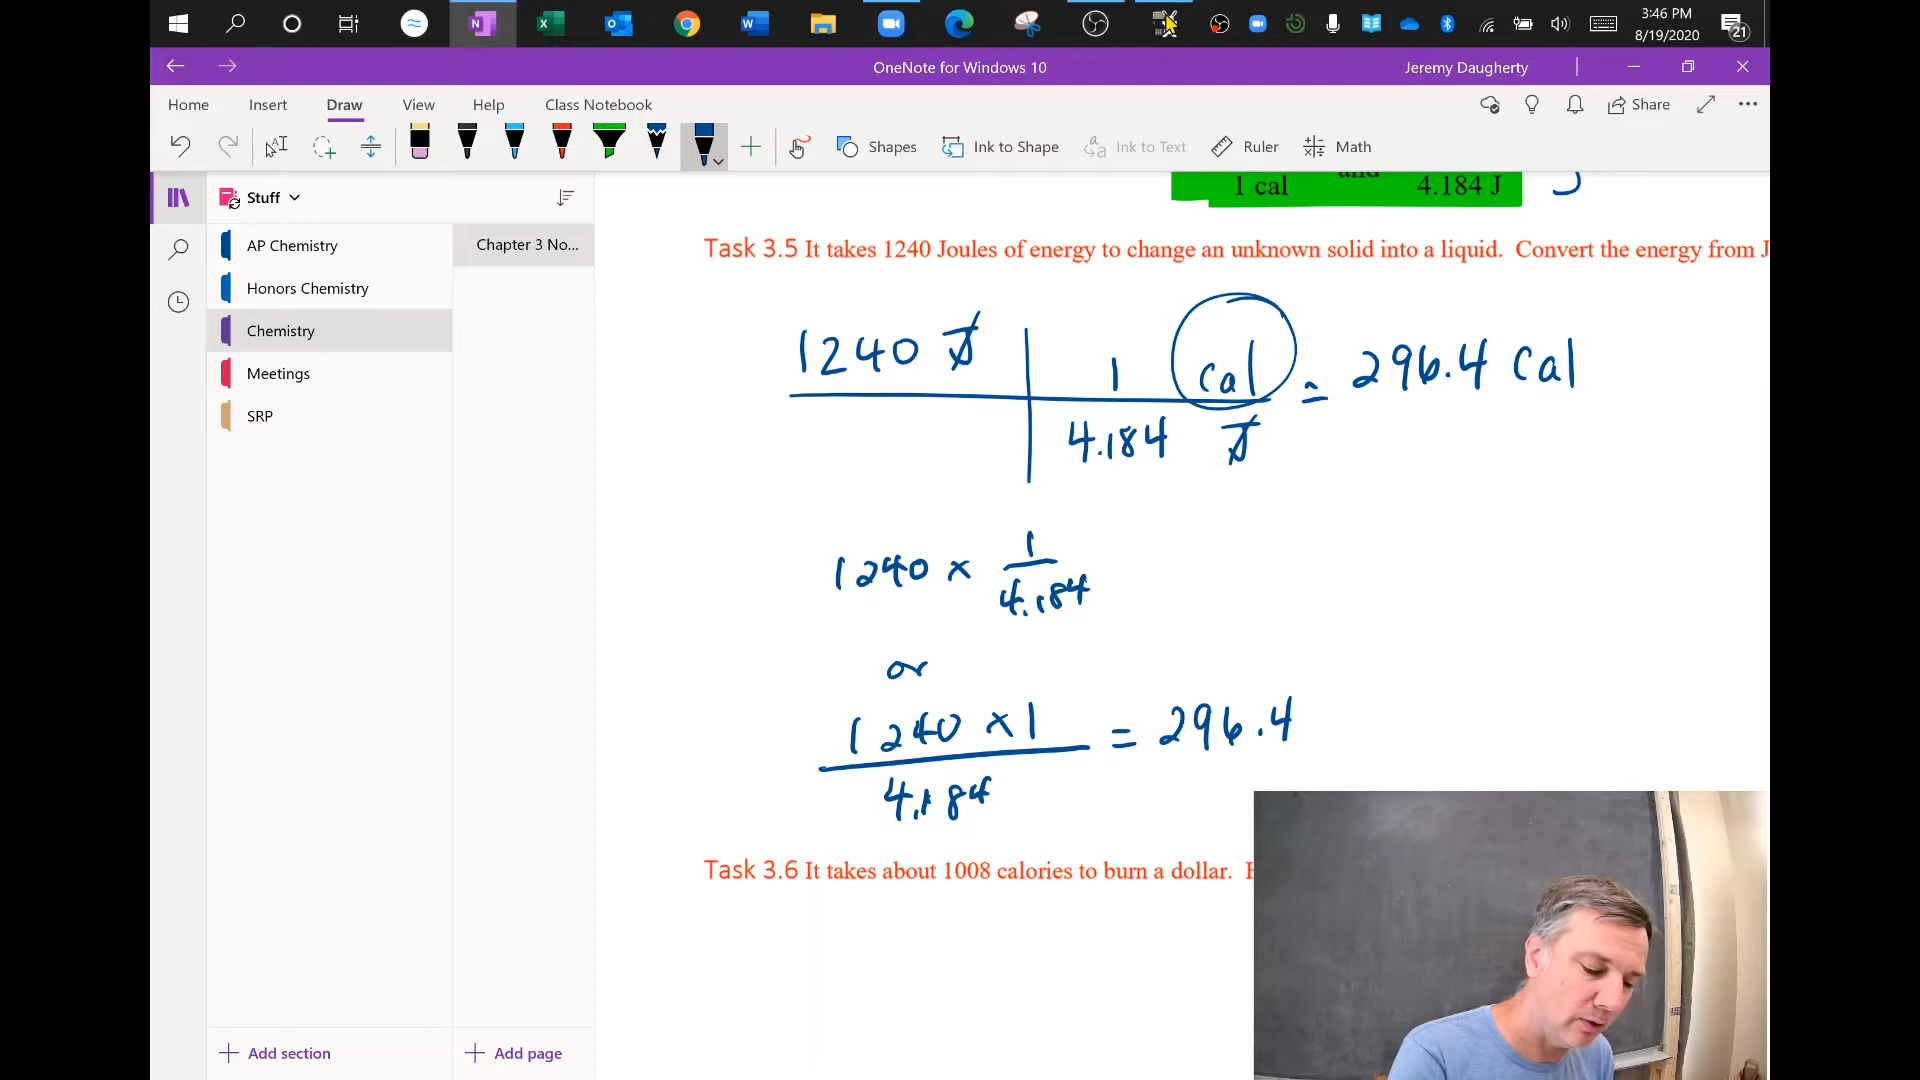 3:46 PM
8/19/2020
21
OneNote for Windows 10
Jeremy Daugherty
Home Insert Draw View Help Class Notebook
Share
Shapes Ink to Shape Ink to Text Ruler Math
Stuff
AP Chemistry
Honors Chemistry
Chemistry
Meetings
SRP
Chapter 3 No...
Add section
Add page
and
1 cal 4.184 J
Task 3.5 It takes 1240 Joules of energy to change an unknown solid into a liquid. Convert the energy from J
1240 J 1 cal = 296.4 Cal
4.184 J
1240 x 1
4.184
or
1240 x 1 = 296.4
4.184
Task 3.6 It takes about 1008 calories to burn a dollar. H